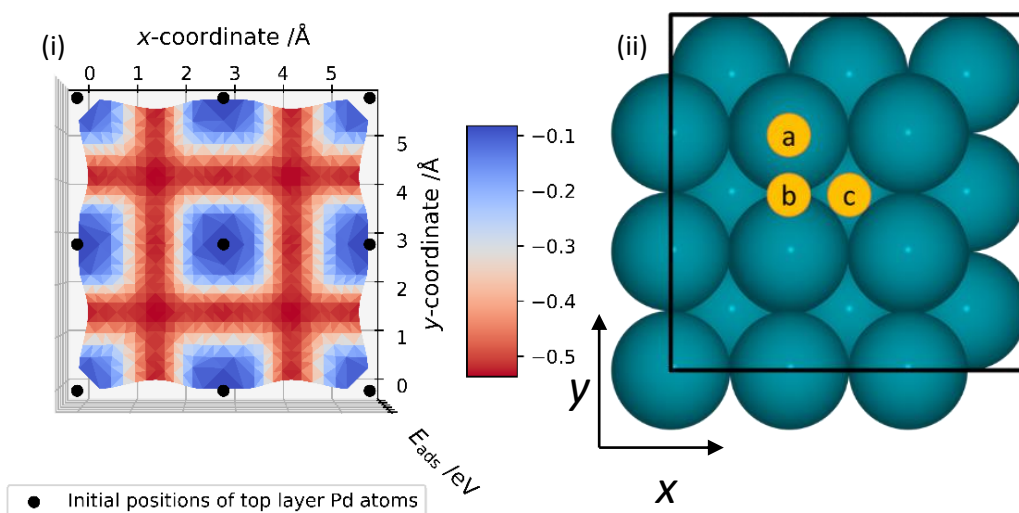 (i)
x-coordinate /Å
0 1 2 3 4 5
5
4
3
2
1
0
y-coordinate /Å
−0.1
−0.2
−0.3
−0.4
−0.5
E_ads /eV
Initial positions of top layer Pd atoms
(ii)
a
b
c
y
x